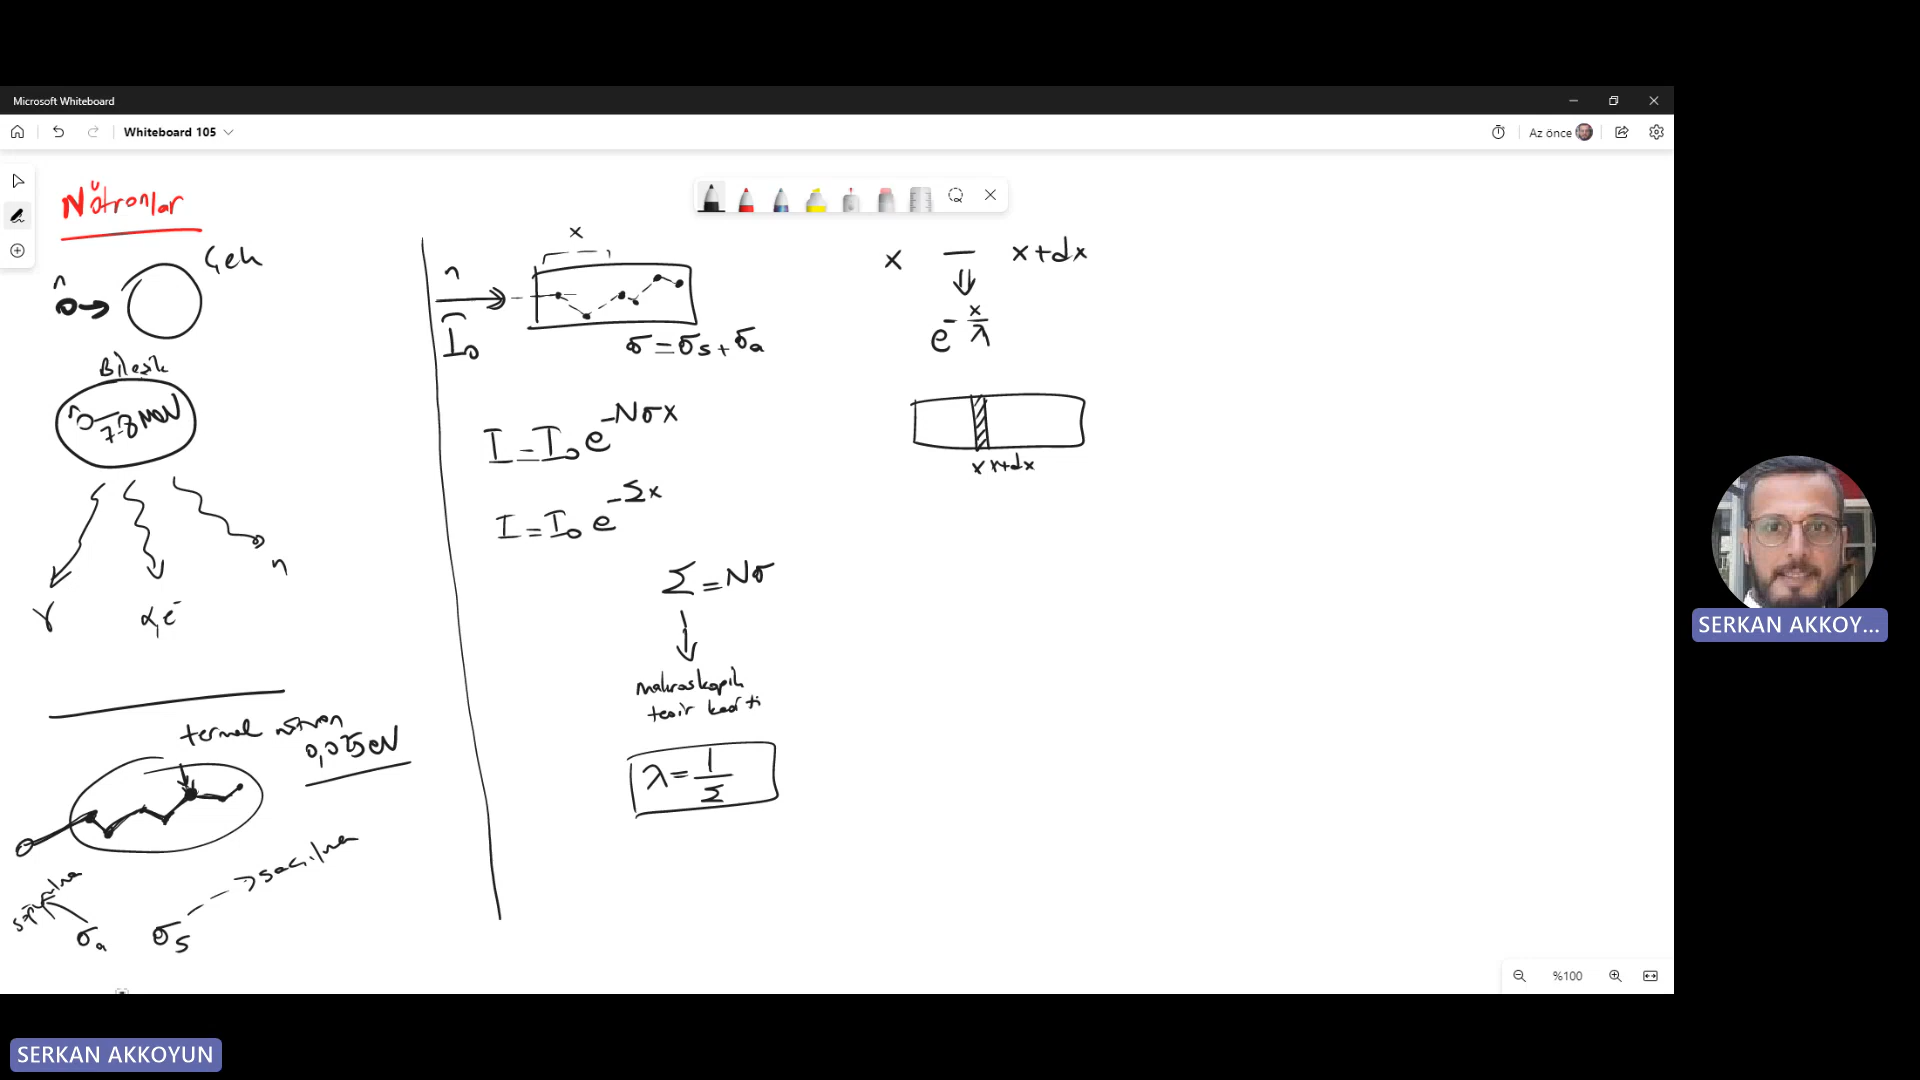 Microsoft Whiteboard
Whiteboard 105
Az önce
Nötronlar
n
Çek
Bileşik
n 7-8 MeV
γ
α, e⁻
n
termal nötron
0,025 eV
saçılma
σa
σs
x
n
I₀
σ = σs + σa
I = I₀ e^-Nσx
I = I₀ e^-Σx
Σ = Nσ
makroskopik
tesir kesiti
λ = 1/Σ
x — x+dx
e^-x/λ
x x+dx
%100
SERKAN AKKOY...
SERKAN AKKOYUN